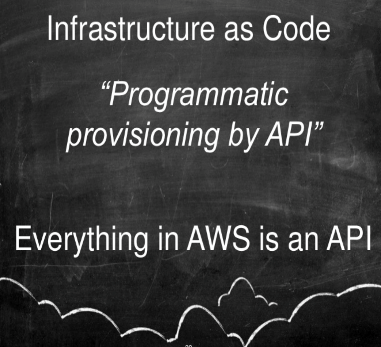 Infrastructure as Code
“Programmatic
provisioning by API”
Everything in AWS is an API